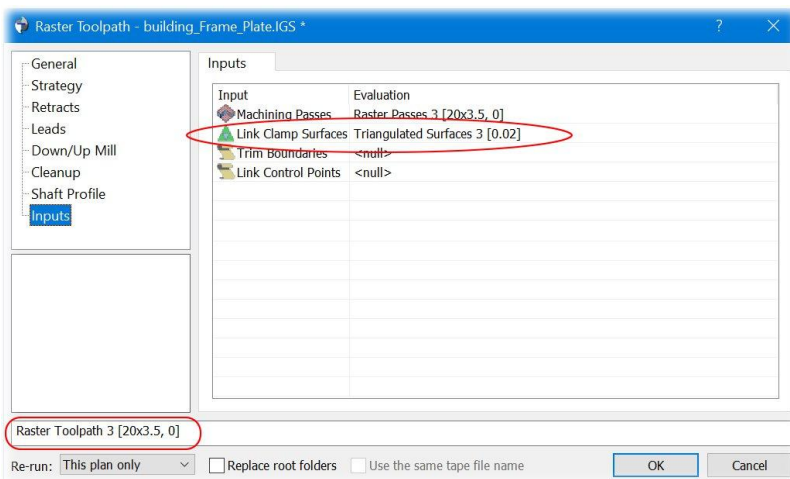 Raster Toolpath - building_Frame_Plate.IGS *
? ×
General
Strategy
Retracts
Leads
Down/Up Mill
Cleanup
Shaft Profile
Inputs
Inputs
Input Evaluation
Machining Passes Raster Passes 3 [20x3.5, 0]
Link Clamp Surfaces Triangulated Surfaces 3 [0.02]
Trim Boundaries <null>
Link Control Points <null>
Raster Toolpath 3 [20x3.5, 0]
Re-run: This plan only Replace root folders Use the same tape file name OK Cancel